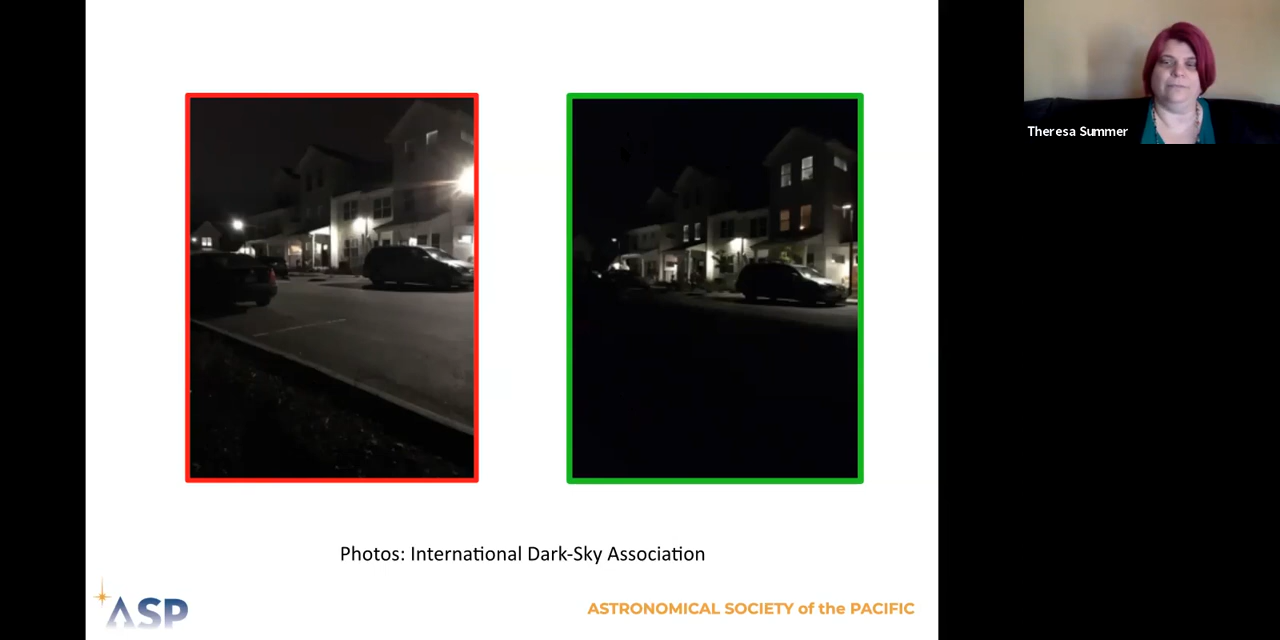 Theresa Summer
Photos: International Dark-Sky Association
ASP
ASTRONOMICAL SOCIETY of the PACIFIC